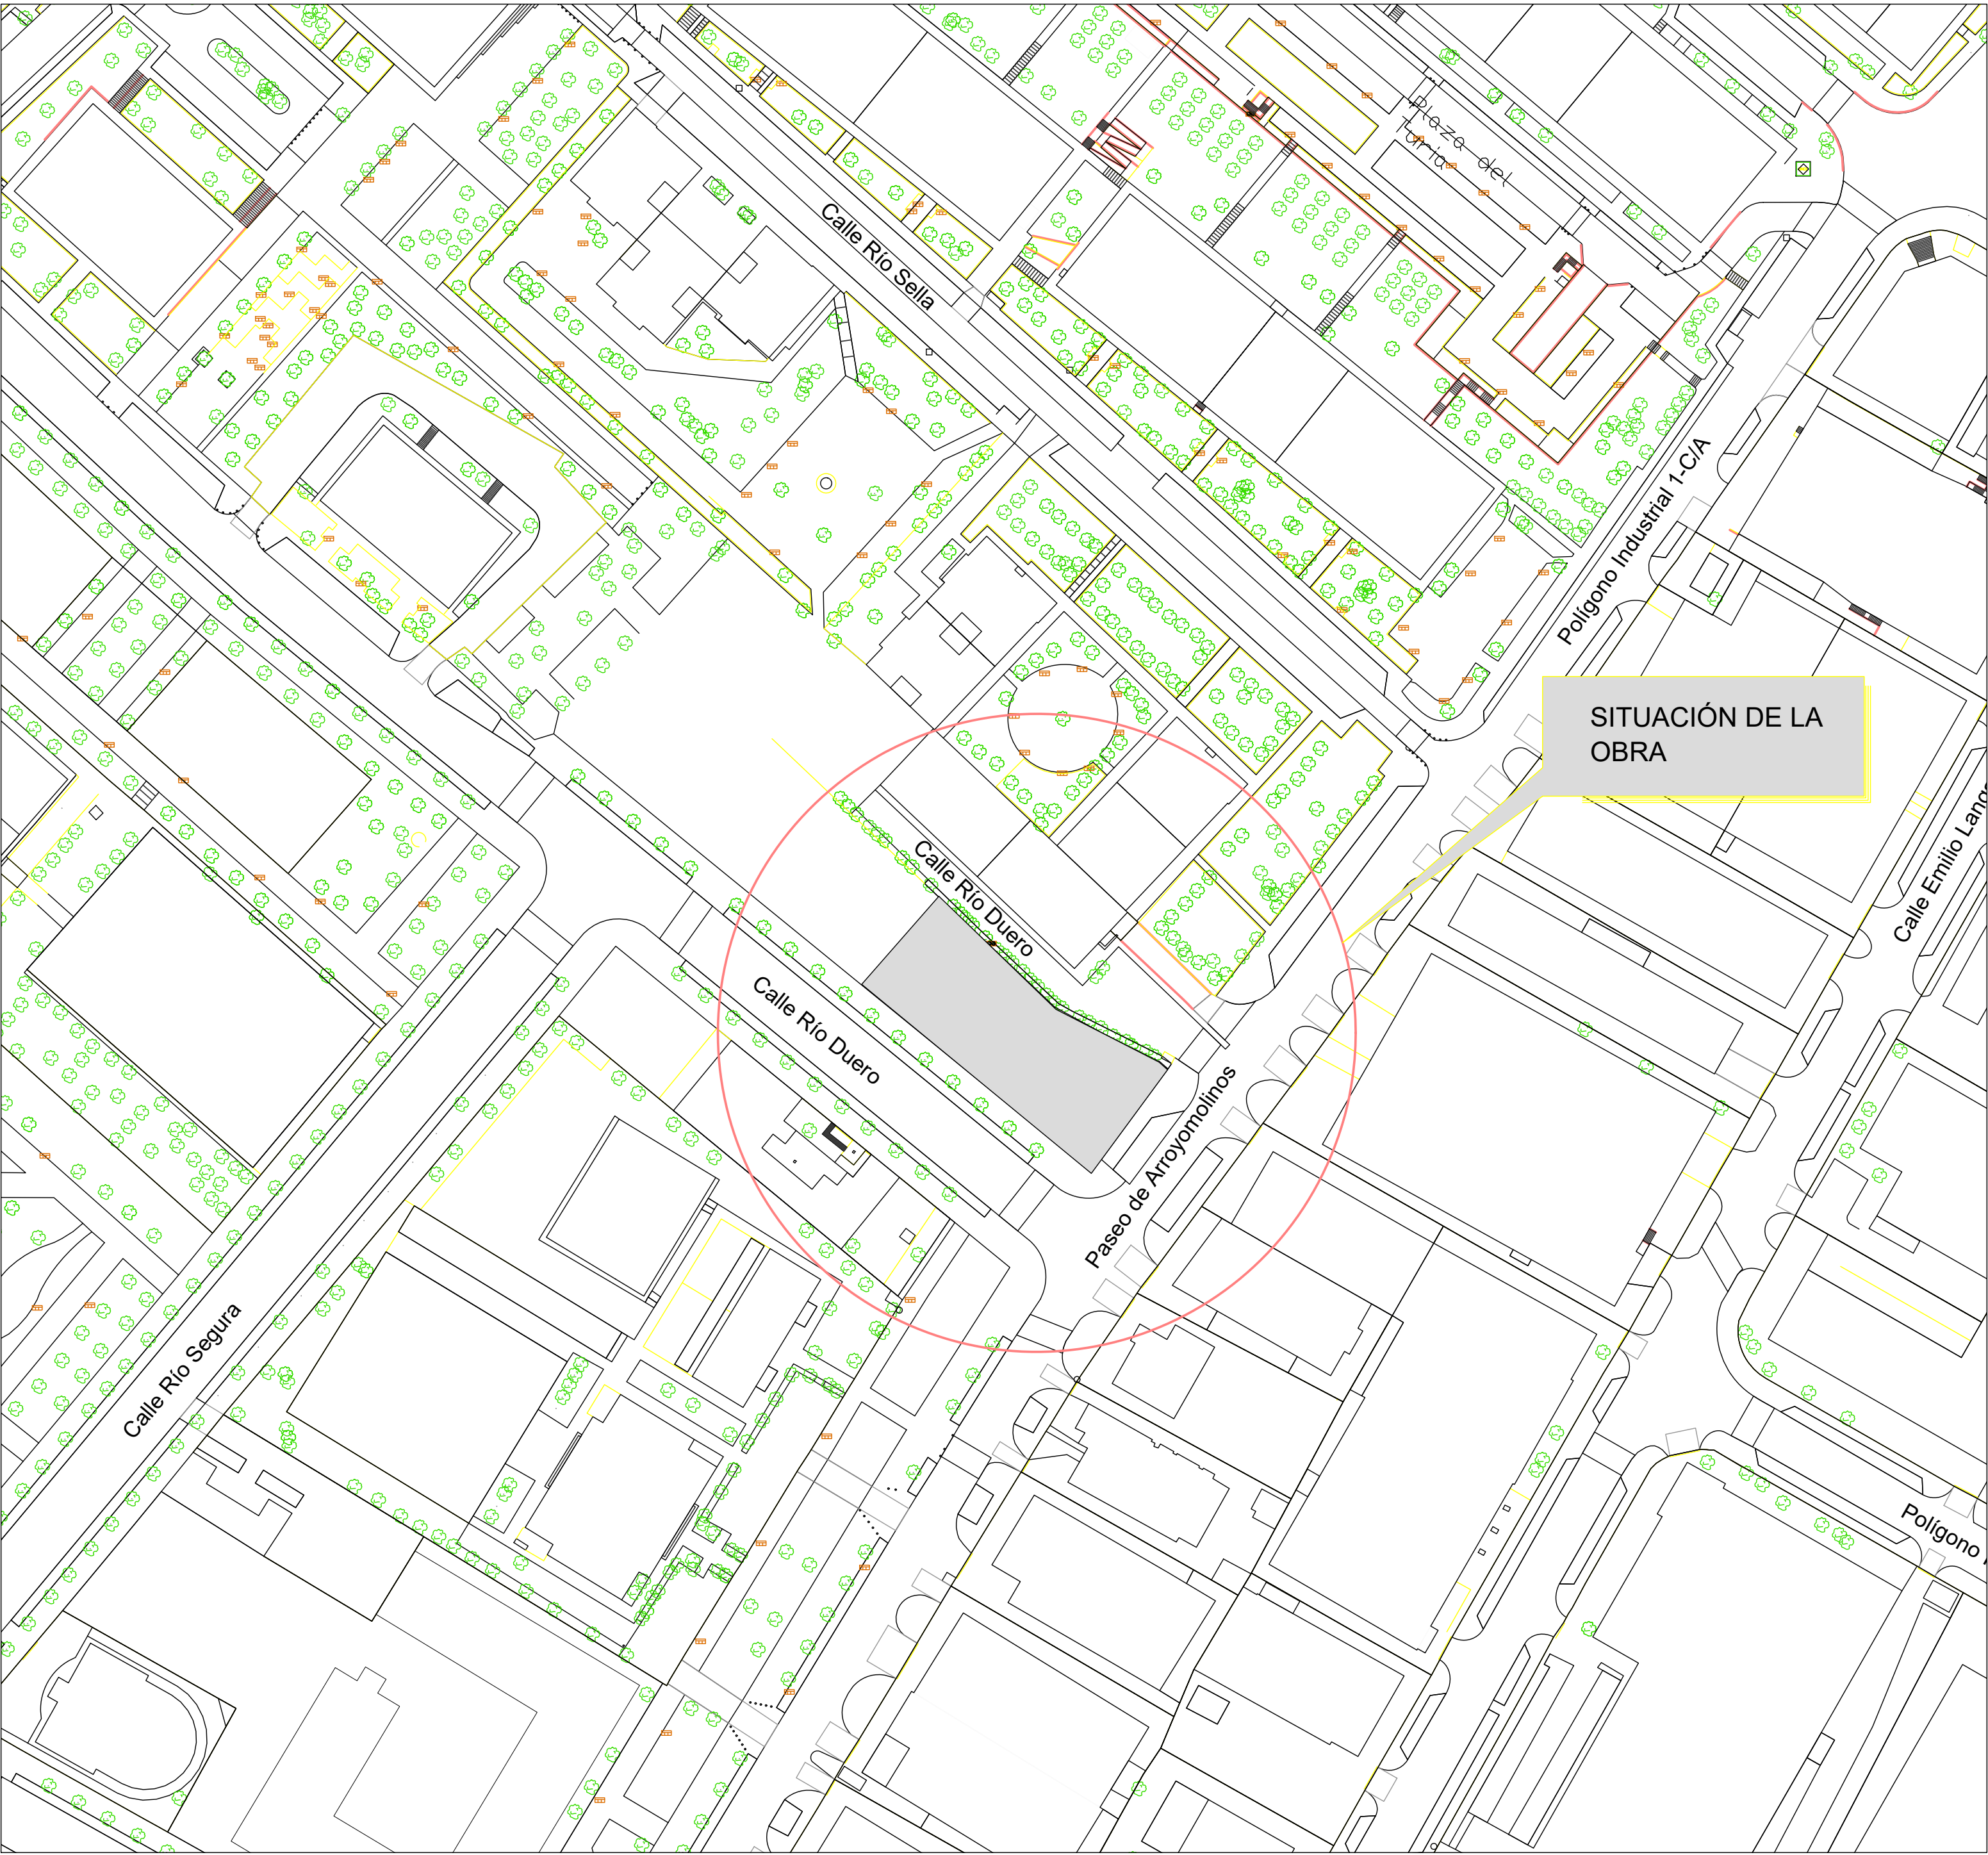 Plaza del
Turia
Calle Río Sella
Polígono Industrial 1-C/A
SITUACIÓN DE LA
OBRA
Calle Emilio Lanos
Calle Río Duero
Calle Río Duero
Paseo de Arroyomolinos
Calle Río Segura
Polígono